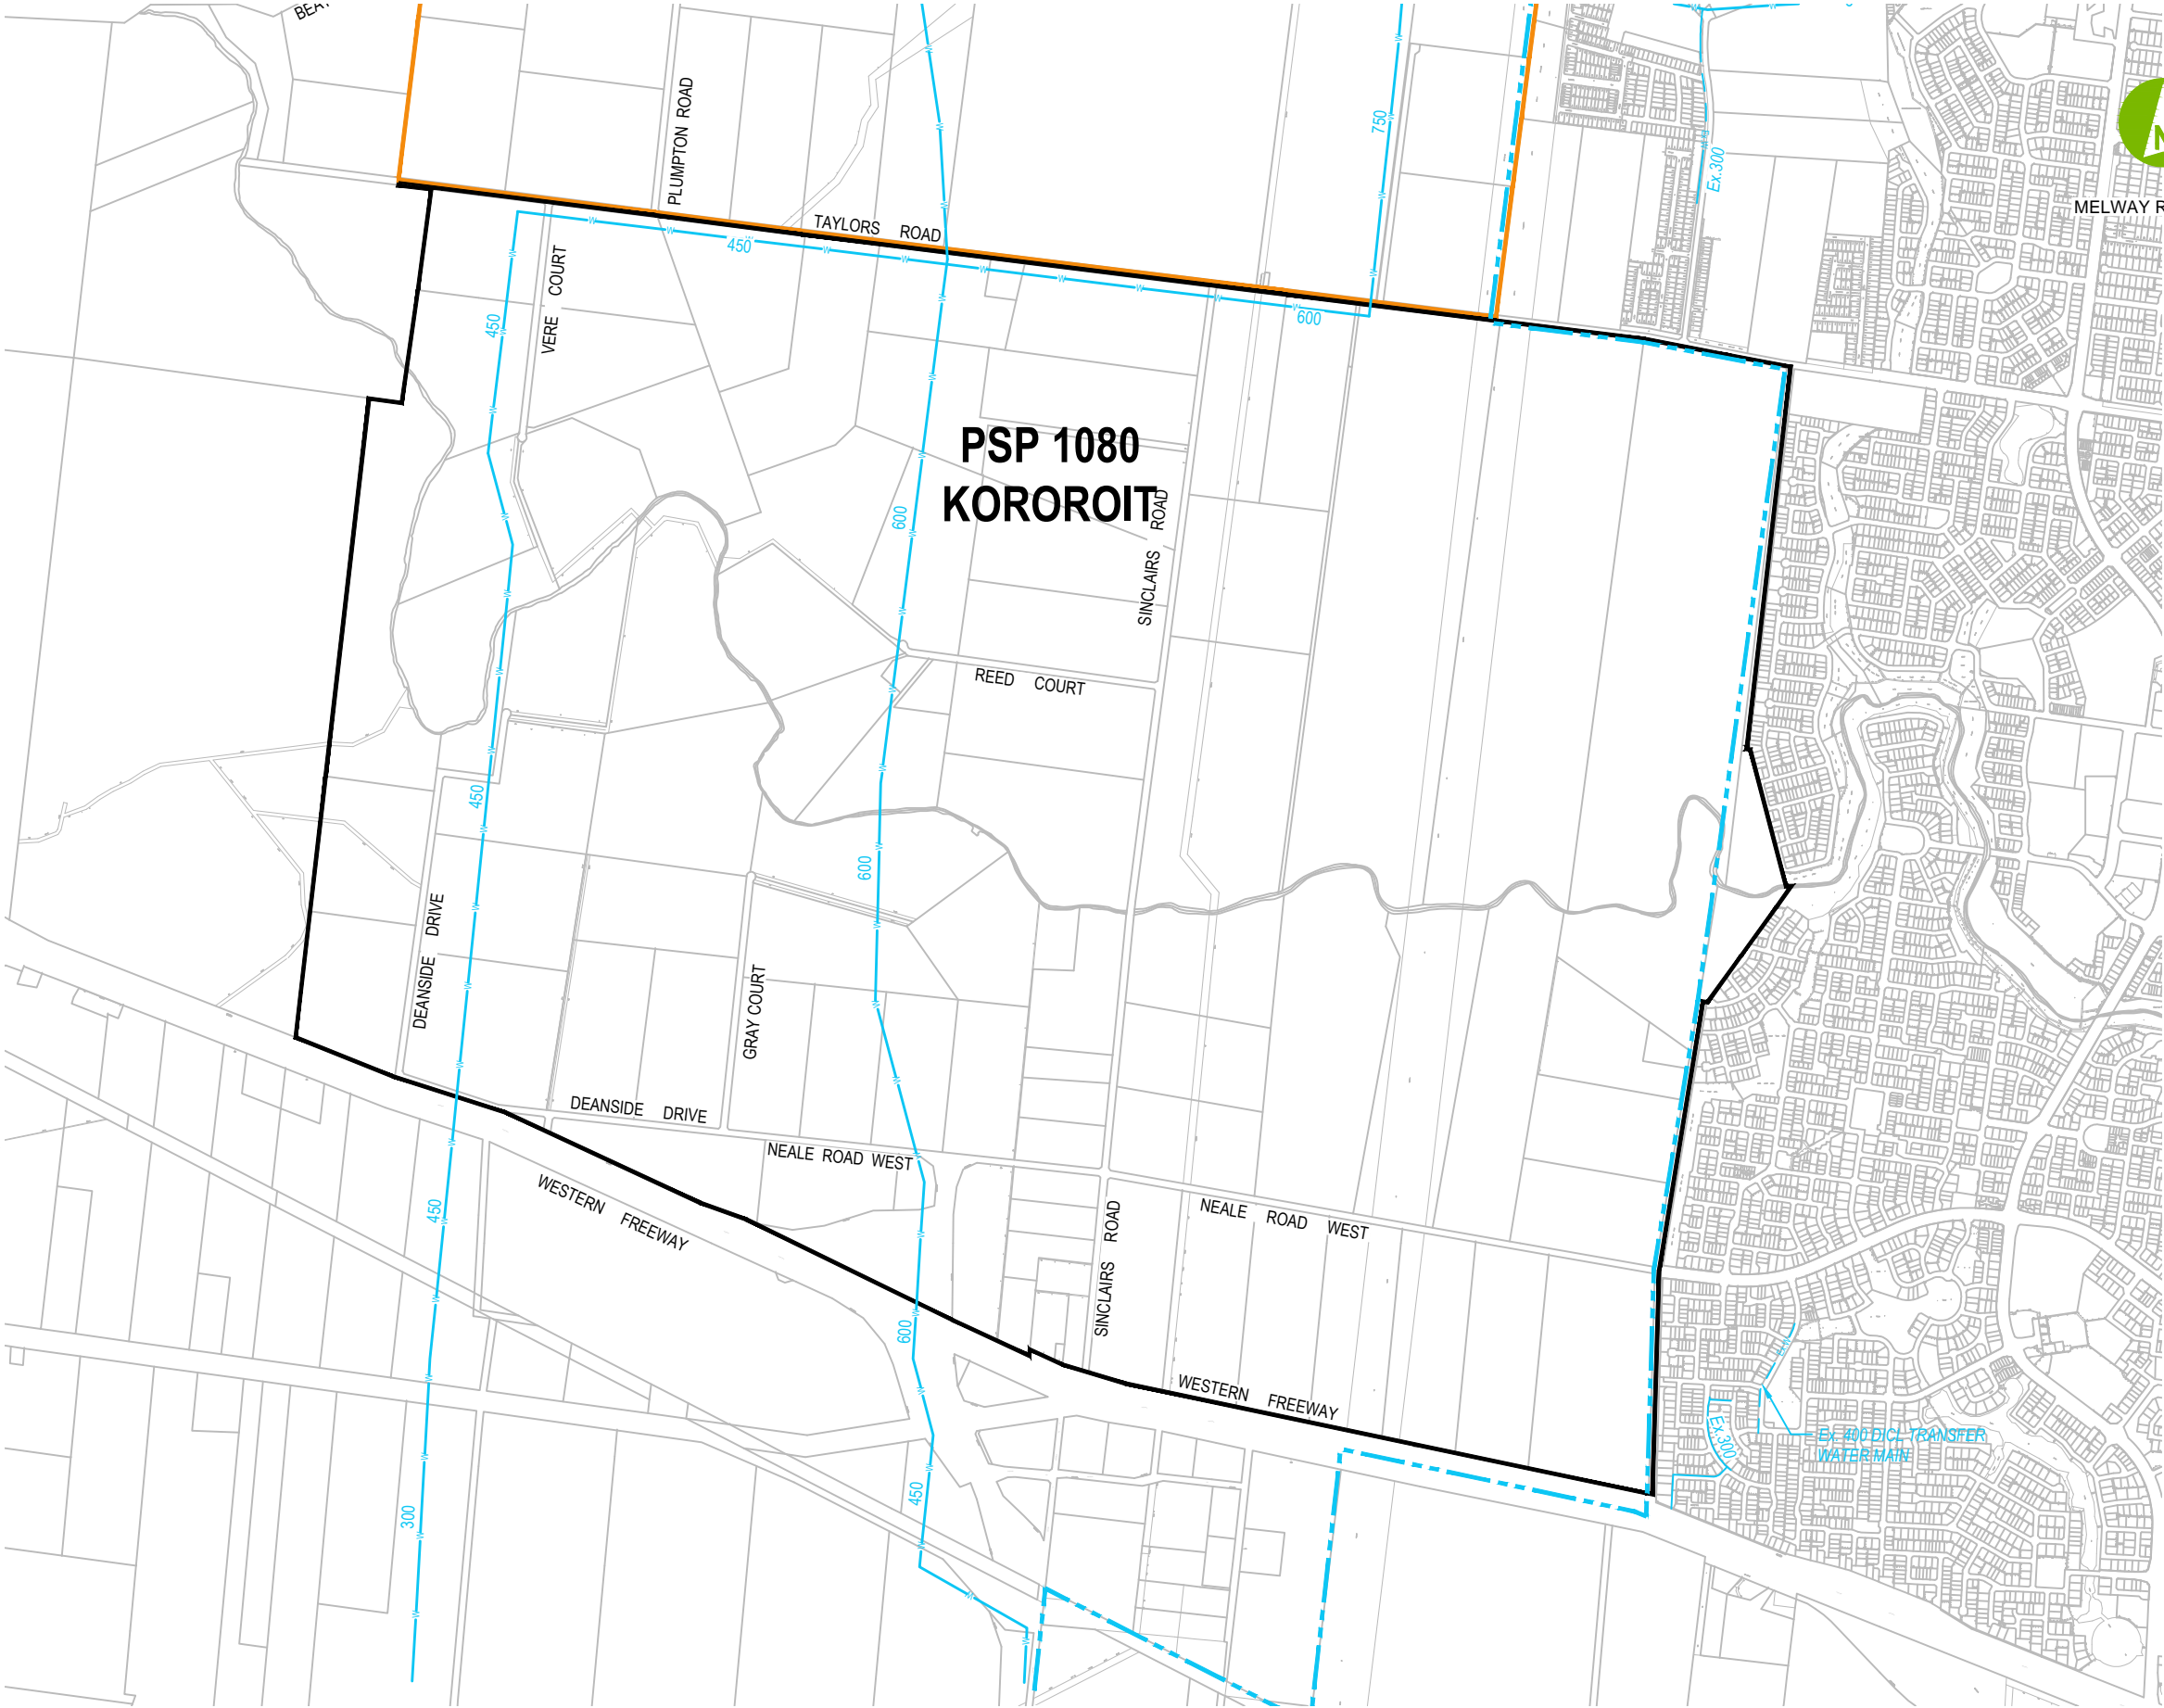 PLUMPTON ROAD
750
Ex.300
N
MELWAY R
TAYLORS ROAD
450
VERE COURT
450
600
PSP 1080
KOROROIT
SINCLAIRS ROAD
600
REED COURT
450
600
DEANSIDE DRIVE
GRAY COURT
DEANSIDE DRIVE
NEALE ROAD WEST
450
WESTERN FREEWAY
NEALE ROAD WEST
SINCLAIRS ROAD
600
WESTERN FREEWAY
Ex.300
Ex. 400 DICL TRANSFER
WATER MAIN
450
300